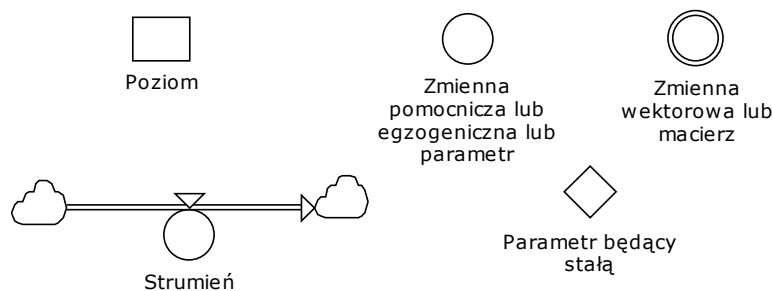 Poziom
Zmienna
pomocnicza lub
egzogeniczna lub
parametr
Zmienna
wektorowa lub
macierz
Strumień
Parametr będący
stałą